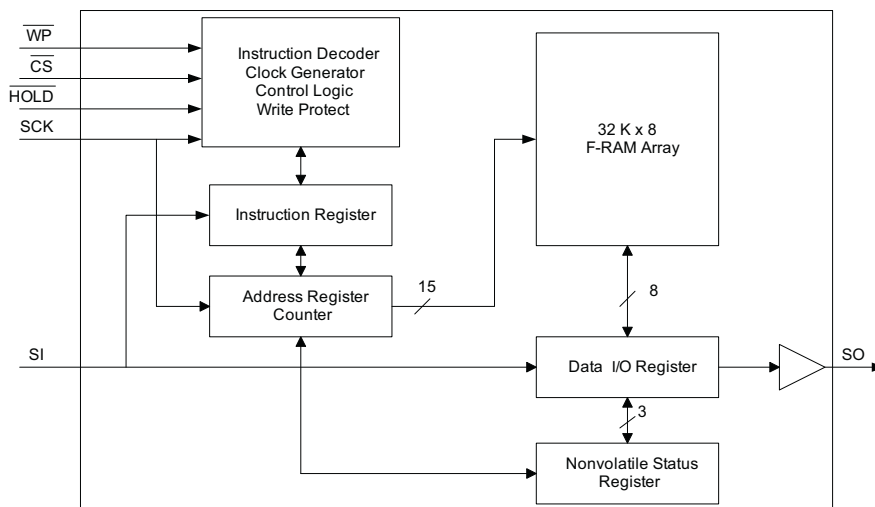 WP
CS
HOLD
SCK
Instruction Decoder
Clock Generator
Control Logic
Write Protect
32 K x 8
F-RAM Array
Instruction Register
Address Register
Counter
15
8
SI
Data I/O Register
SO
3
Nonvolatile Status
Register